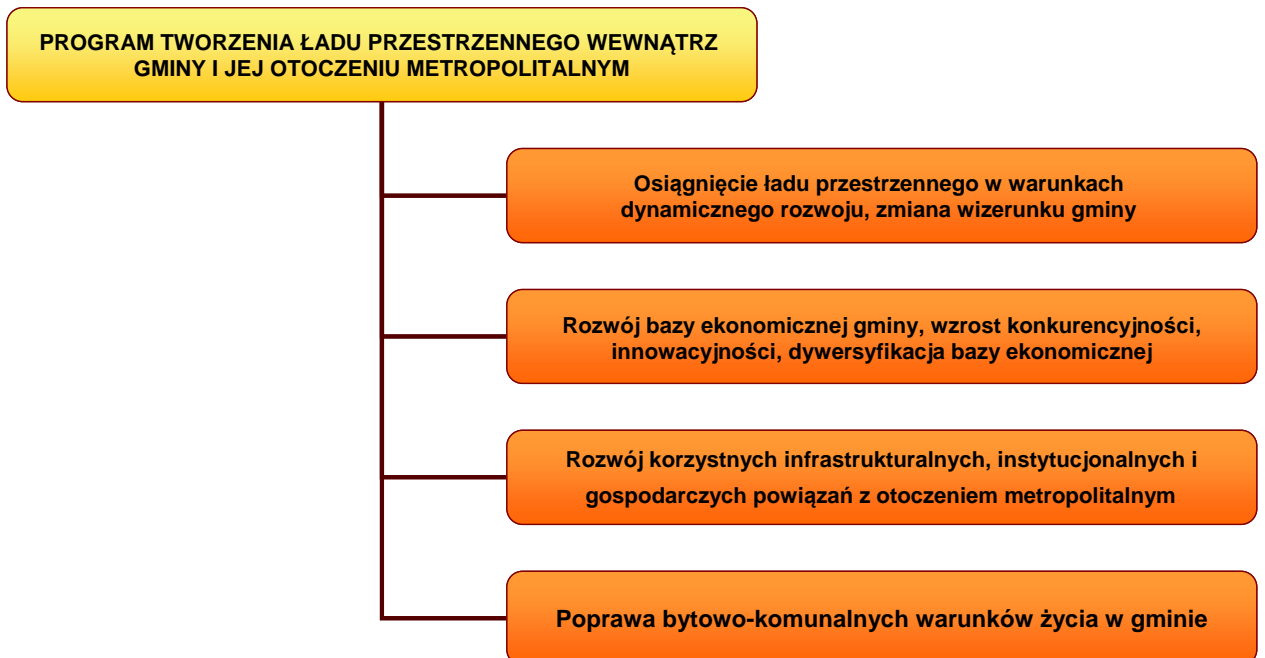 PROGRAM TWORZENIA ŁADU PRZESTRZENNEGO WEWNĄTRZ
GMINY I JEJ OTOCZENIU METROPOLITALNYM
Osiągnięcie ładu przestrzennego w warunkach
dynamicznego rozwoju, zmiana wizerunku gminy
Rozwój bazy ekonomicznej gminy, wzrost konkurencyjności,
innowacyjności, dywersyfikacja bazy ekonomicznej
Rozwój korzystnych infrastrukturalnych, instytucjonalnych i
gospodarczych powiązań z otoczeniem metropolitalnym
Poprawa bytowo-komunalnych warunków życia w gminie